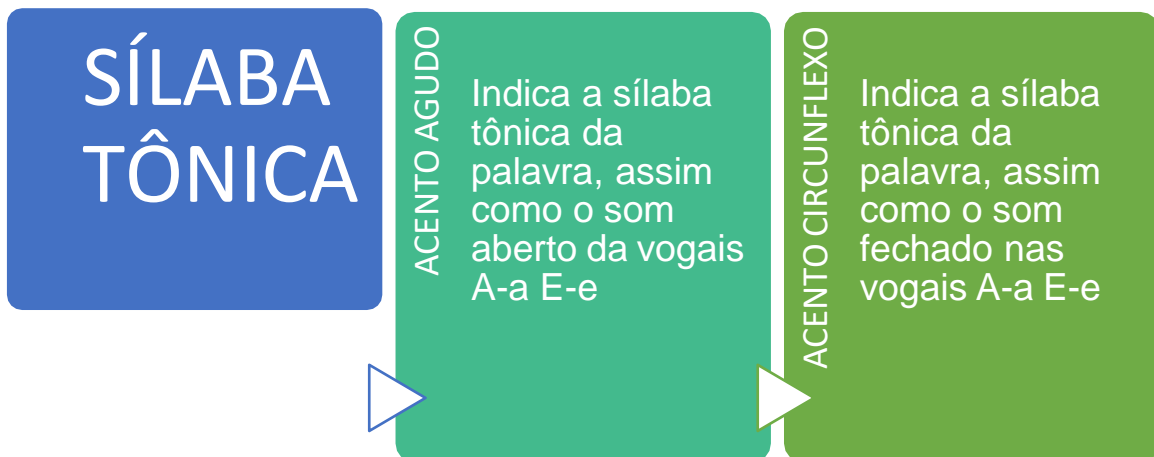 SÍLABA
TÔNICA
ACENTO AGUDO
Indica a sílaba
tônica da
palavra, assim
como o som
aberto da vogais
A-a E-e
ACENTO CIRCUNFLEXO
Indica a sílaba
tônica da
palavra, assim
como o som
fechado nas
vogais A-a E-e